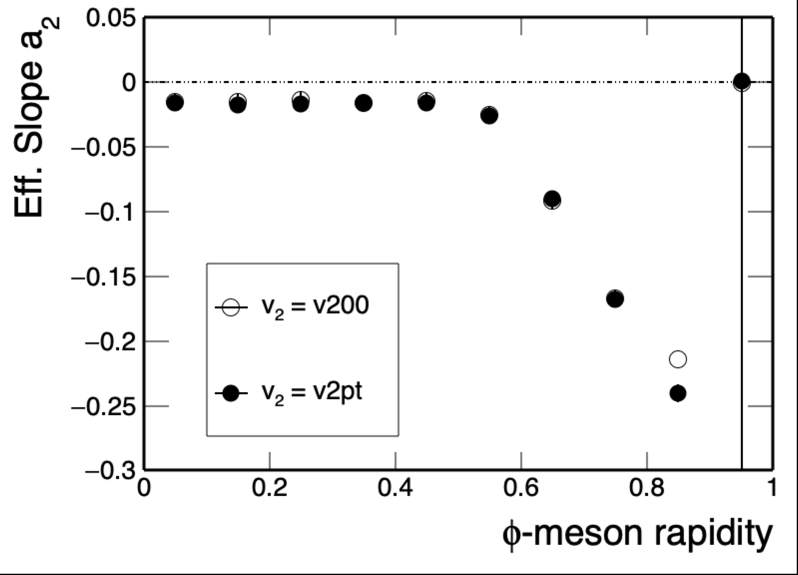 Eff. Slope a₂
0.05
0
−0.05
−0.1
−0.15
−0.2
−0.25
−0.3
v₂ = v200
v₂ = v2pt
0 0.2 0.4 0.6 0.8 1
ϕ-meson rapidity